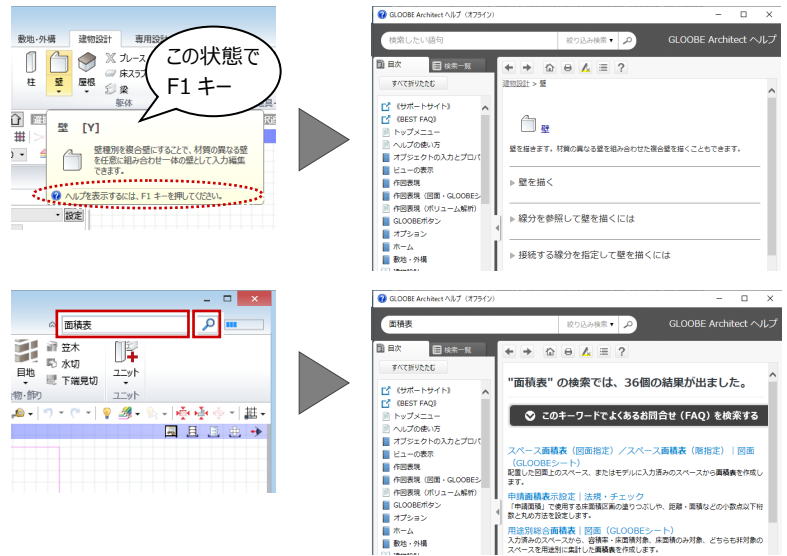 敷地・外構
建物設計
専用設計
柱
壁
屋根
ブレース
床スラブ
梁
躯体
この状態で
F1 キー
壁 [Y]
壁種別を複合壁にすることで、材質の異なる壁
を任意に組み合わせ一体の壁として入力編集
できます。
ヘルプを表示するには、F1 キーを押してください。
設定
GLOOBE Architect ヘルプ (オフライン)
検索したい語句
絞り込み検索 ▾
GLOOBE Architect ヘルプ
目次
検索一覧
すべて折りたたむ
《サポートサイト》
《BEST FAQ》
トップメニュー
ヘルプの使い方
オブジェクトの入力とプロパ
ビューの表示
作図表現
作図表現 (図面・GLOOBEシ
作図表現 (ボリューム解析)
GLOOBEボタン
オプション
ホーム
敷地・外構
建物設計 > 壁
壁
壁を描きます。材質の異なる壁を組み合わせた複合壁を描くこともできます。
壁を描く
線分を参照して壁を描くには
接続する線分を指定して壁を描くには
面積表
目地
笠木
水切
下端見切
ユニット
物・飾り
ユニット
GLOOBE Architect ヘルプ (オフライン)
面積表
絞り込み検索 ▾
GLOOBE Architect ヘルプ
目次
検索一覧
すべて折りたたむ
《サポートサイト》
《BEST FAQ》
トップメニュー
ヘルプの使い方
オブジェクトの入力とプロパ
ビューの表示
作図表現
作図表現 (図面・GLOOBEシ
作図表現 (ボリューム解析)
GLOOBEボタン
オプション
ホーム
敷地・外構
"面積表" の検索では、36個の結果が出ました。
このキーワードでよくあるお問合せ (FAQ) を検索する
スペース面積表 (図面指定) ／スペース面積表 (階指定) | 図面
(GLOOBEシート)
配置した図面上のスペース、またはモデルに入力済みのスペースから面積表を作成し
ます。
申請面積表示設定 | 法規・チェック
「申請面積」で使用する床面積区画の塗りつぶしや、距離・面積などの小数点以下桁
数と丸め方法を設定します。
用途別総合面積表 | 図面 (GLOOBEシート)
入力済みのスペースから、容積率・床面積対象、床面積のみ対象、どちらも非対象の
スペースを用途別に集計した面積表を作成します。